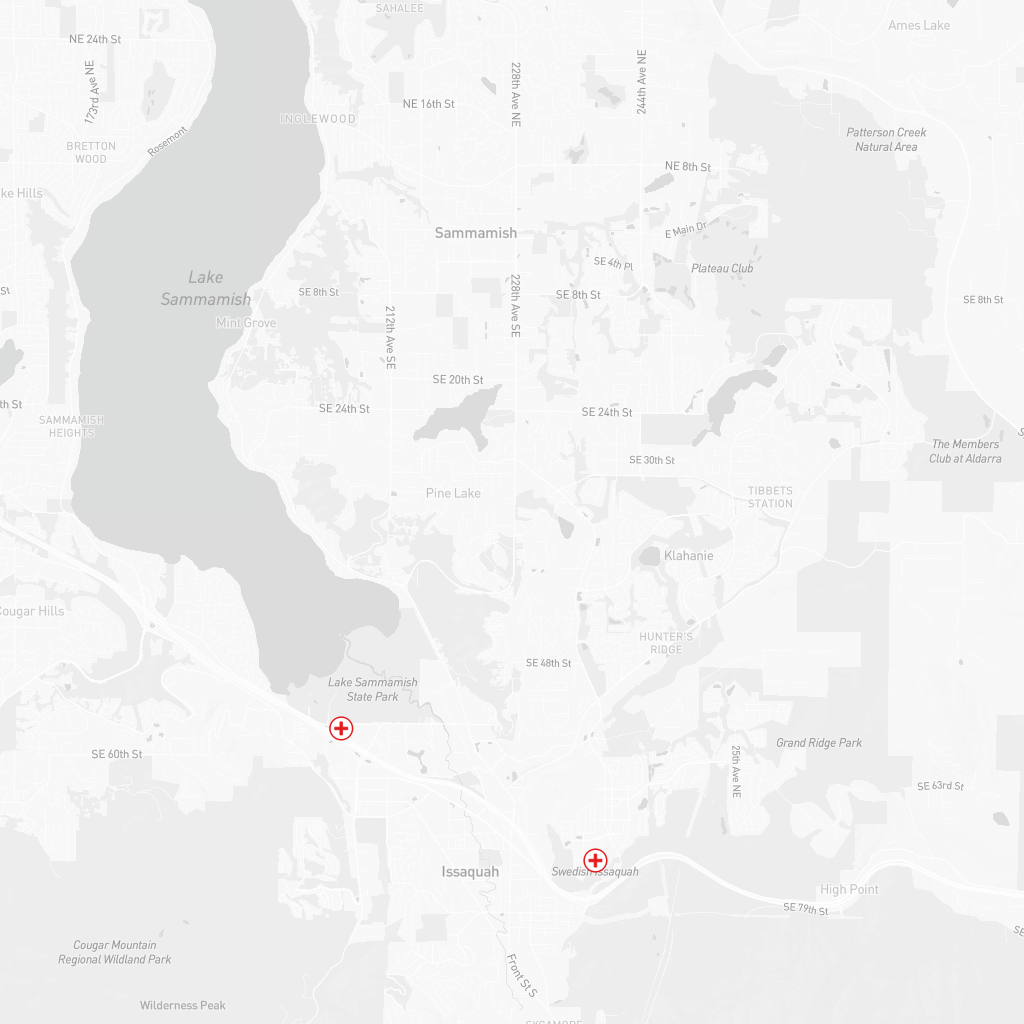 SAHALEE
Ames Lake
NE 24th St
173rd Ave NE
228th Ave NE
244th Ave NE
NE 16th St
INGLEWOOD
Rosemont
BRETTON
WOOD
Patterson Creek
Natural Area
NE 8th St
ke Hills
Sammamish
E Main Dr
SE 4th Pl
Plateau Club
Lake
Sammamish
SE 8th St
228th Ave SE
SE 8th St
SE 8th St
St
Mint Grove
212th Ave SE
SE 20th St
th St
SE 24th St
SE 24th St
SAMMAMISH
HEIGHTS
The Members
Club at Aldarra
SE 30th St
Pine Lake
TIBBETS
STATION
Klahanie
Cougar Hills
HUNTER'S
RIDGE
SE 48th St
Lake Sammamish
State Park
SE 60th St
Grand Ridge Park
25th Ave NE
SE 63rd St
Issaquah
Swedish Issaquah
High Point
SE 79th St
SE
Cougar Mountain
Regional Wildland Park
Front St S
Wilderness Peak
SYCAMORE